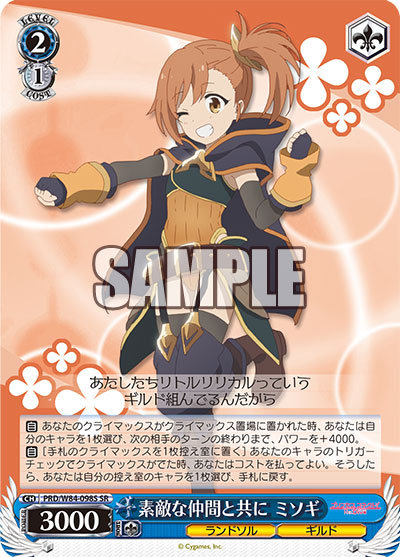 LEVEL
2
1
COST
SAMPLE
あたしたちリトルリリカルっていう
ギルド組んでるんだから
【自】 あなたのクライマックスがクライマックス置場に置かれた時、あなたは自
分のキャラを1枚選び、次の相手のターンの終わりまで、パワーを+4000。
【自】 [手札のクライマックスを1枚控え室に置く] あなたのキャラのトリガー
チェックでクライマックスがでた時、あなたはコストを払ってよい。そうした
ら、あなたは自分の控え室のキャラを1枚選び、手札に戻す。
CH PRD/W84-098S SR
素敵な仲間と共に ミソギ
POWER
3000
ランドソル
ギルド
© Cygames, Inc.